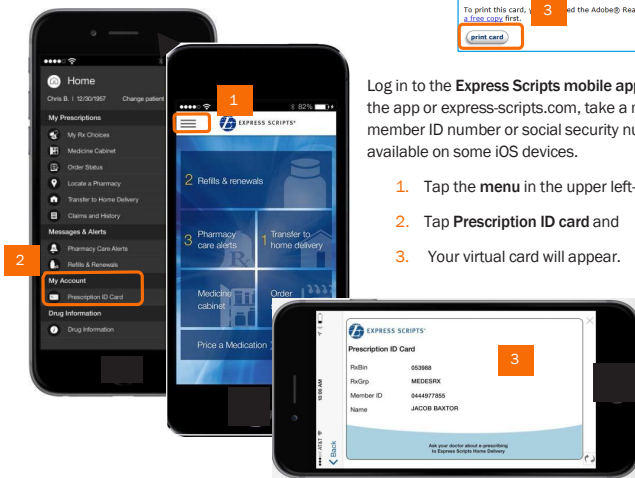 To print this card, y
3
ed the Adobe® Rea
a free copy first.
print card
Log in to the Express Scripts mobile app
the app or express-scripts.com, take a m
member ID number or social security nu
available on some iOS devices.
1. Tap the menu in the upper left-
2. Tap Prescription ID card and
3. Your virtual card will appear.
Home
Chris B. | 12/30/1957 Change patient
My Prescriptions
My Rx Choices
Medicine Cabinet
Order Status
Locate a Pharmacy
Transfer to Home Delivery
Claims and History
Messages & Alerts
Pharmacy Care Alerts
Refills & Renewals
2
My Account
Prescription ID Card
Drug Information
Drug Information
1
82%
EXPRESS SCRIPTS®
2 Refills & renewals
3 Pharmacy care alerts
1 Transfer to home delivery
Medicine cabinet
Order
Price a Medication
10:06 AM
AT&T
Back
EXPRESS SCRIPTS®
Prescription ID Card
3
RxBin 053988
RxGrp MEDESRX
Member ID 0444977855
Name JACOB BAXTOR
Ask your doctor about e-prescribing
to Express Scripts Home Delivery